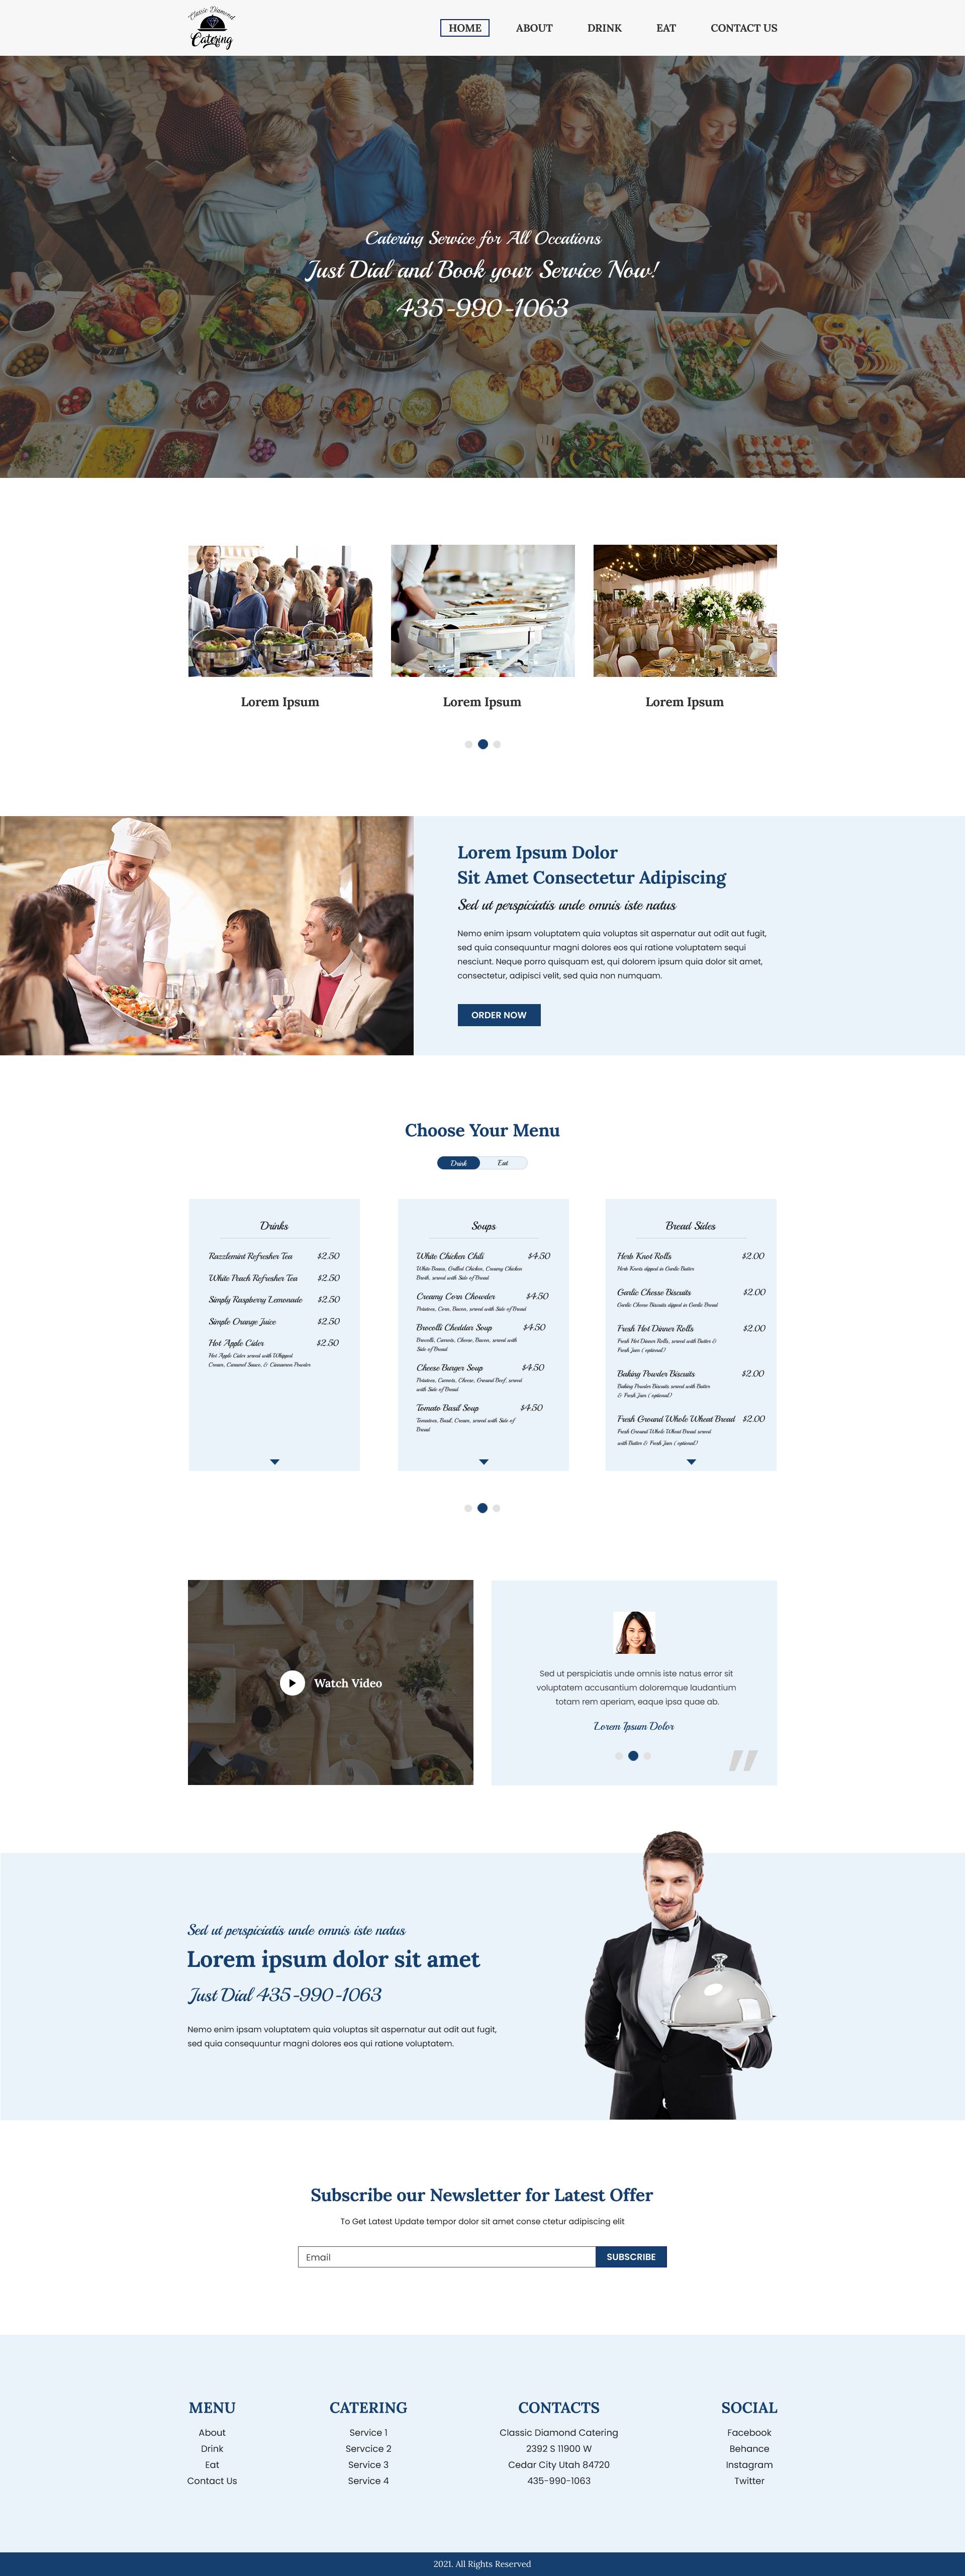 Classic Diamond
Catering
HOME
ABOUT
DRINK
EAT
CONTACT US
Catering Service for All Occations
Just Dial and Book your Service Now!
435-990-1063
Lorem Ipsum
Lorem Ipsum
Lorem Ipsum
Lorem Ipsum Dolor
Sit Amet Consectetur Adipiscing
Sed ut perspiciatis unde omnis iste natus
Nemo enim ipsam voluptatem quia voluptas sit aspernatur aut odit aut fugit,
sed quia consequuntur magni dolores eos qui ratione voluptatem sequi
nesciunt. Neque porro quisquam est, qui dolorem ipsum quia dolor sit amet,
consectetur, adipisci velit, sed quia non numquam.
ORDER NOW
Choose Your Menu
Drink
Eat
Drinks
Razzlemint Refresher Tea $2.50
White Peach Refresher Tea $2.50
Simply Raspberry Lemonade $2.50
Simple Orange Juice $2.50
Hot Apple Cider $2.50
Hot Apple Cider served with Whipped
Cream, Caramel Sauce, & Cinnamon Powder
Soups
White Chicken Chili $4.50
White Beans, Grilled Chicken, Creamy Chicken
Broth, served with Side of Bread
Creamy Corn Chowder $4.50
Potatoes, Corn, Bacon, served with Side of Bread
Brocolli Cheddar Soup $4.50
Brocolli, Carrots, Cheese, Bacon, served with
Side of Bread
Cheese Burger Soup $4.50
Potatoes, Carrots, Cheese, Ground Beef, served
with Side of Bread
Tomato Basil Soup $4.50
Tomatoes, Basil, Cream, served with Side of
Bread
Bread Sides
Herb Knot Rolls $2.00
Herb Knots dipped in Garlic Butter
Garlic Chesse Biscuits $2.00
Garlic Cheese Biscuits dipped in Garlic Bread
Fresh Hot Dinner Rolls $2.00
Fresh Hot Dinner Rolls, served with Butter &
Fresh Jam ( optional)
Baking Powder Biscuits $2.00
Baking Powder Biscuits served with Butter
& Fresh Jam ( optional)
Fresh Ground Whole Wheat Bread $2.00
Fresh Ground Whole Wheat Bread served
with Butter & Fresh Jam ( optional)
Watch Video
Sed ut perspiciatis unde omnis iste natus error sit
voluptatem accusantium doloremque laudantium
totam rem aperiam, eaque ipsa quae ab.
Lorem Ipsum Dolor
Sed ut perspiciatis unde omnis iste natus
Lorem ipsum dolor sit amet
Just Dial 435-990-1063
Nemo enim ipsam voluptatem quia voluptas sit aspernatur aut odit aut fugit,
sed quia consequuntur magni dolores eos qui ratione voluptatem.
Subscribe our Newsletter for Latest Offer
To Get Latest Update tempor dolor sit amet conse ctetur adipiscing elit
Email
SUBSCRIBE
MENU
About
Drink
Eat
Contact Us
CATERING
Service 1
Servcice 2
Service 3
Service 4
CONTACTS
Classic Diamond Catering
2392 S 11900 W
Cedar City Utah 84720
435-990-1063
SOCIAL
Facebook
Behance
Instagram
Twitter
2021. All Rights Reserved